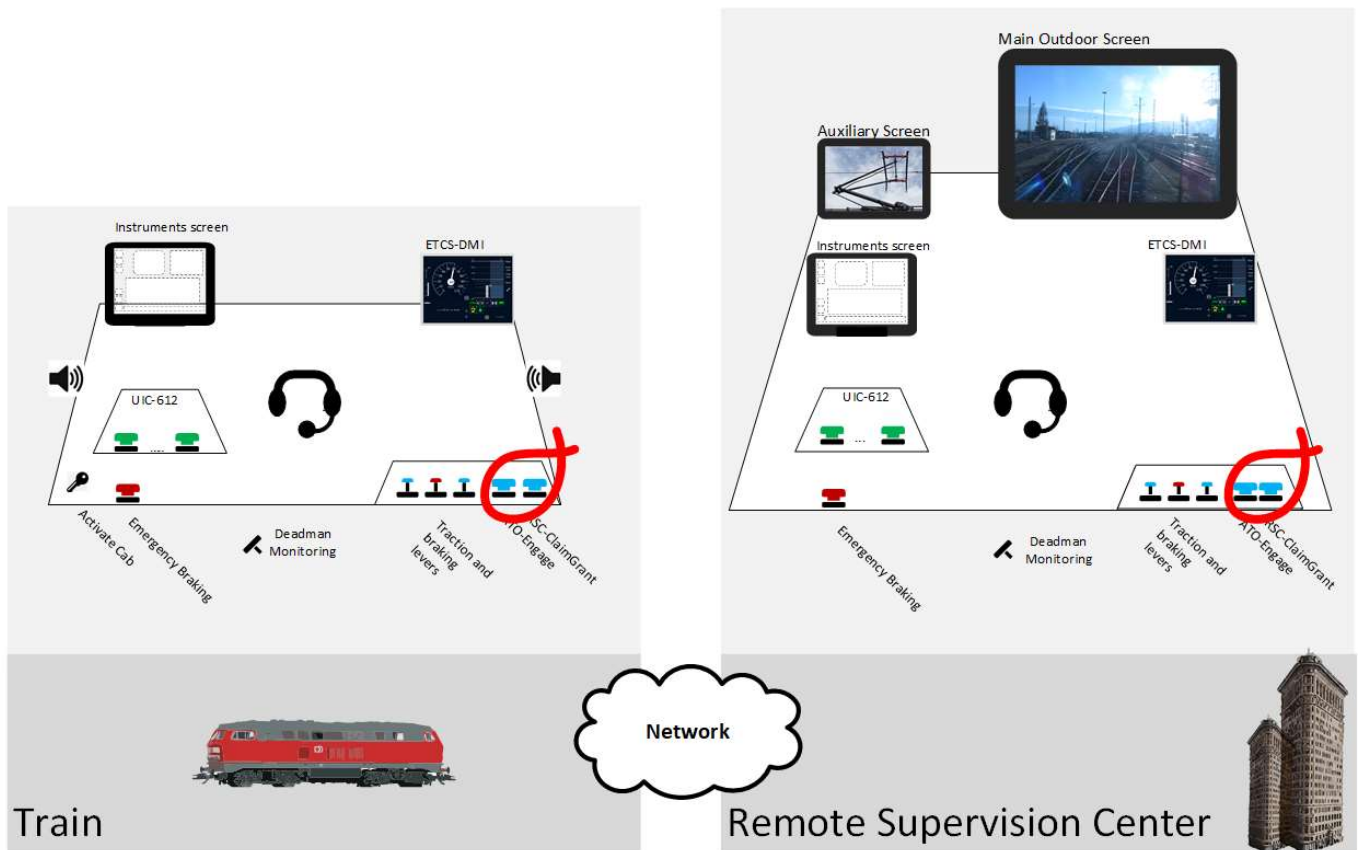 Main Outdoor Screen
Auxiliary Screen
Instruments screen
ETCS-DMI
Instruments screen
ETCS-DMI
UIC-612
.....
UIC-612
...
Activate Cab
Emergency Braking
Deadman
Monitoring
Traction and
braking
levers
Emergency Braking
Deadman
Monitoring
Traction and
braking
levers
ATO-Engage
RSC-ClaimGrant
Network
Train
Remote Supervision Center